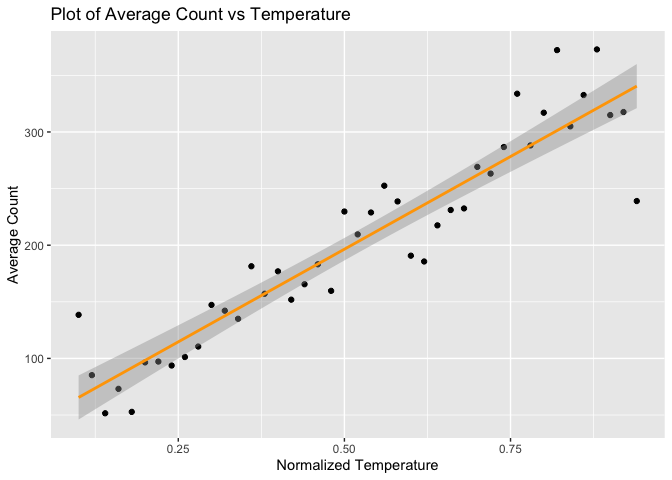 Plot of Average Count vs Temperature
300
200
100
Average Count
0.25 0.50 0.75
Normalized Temperature